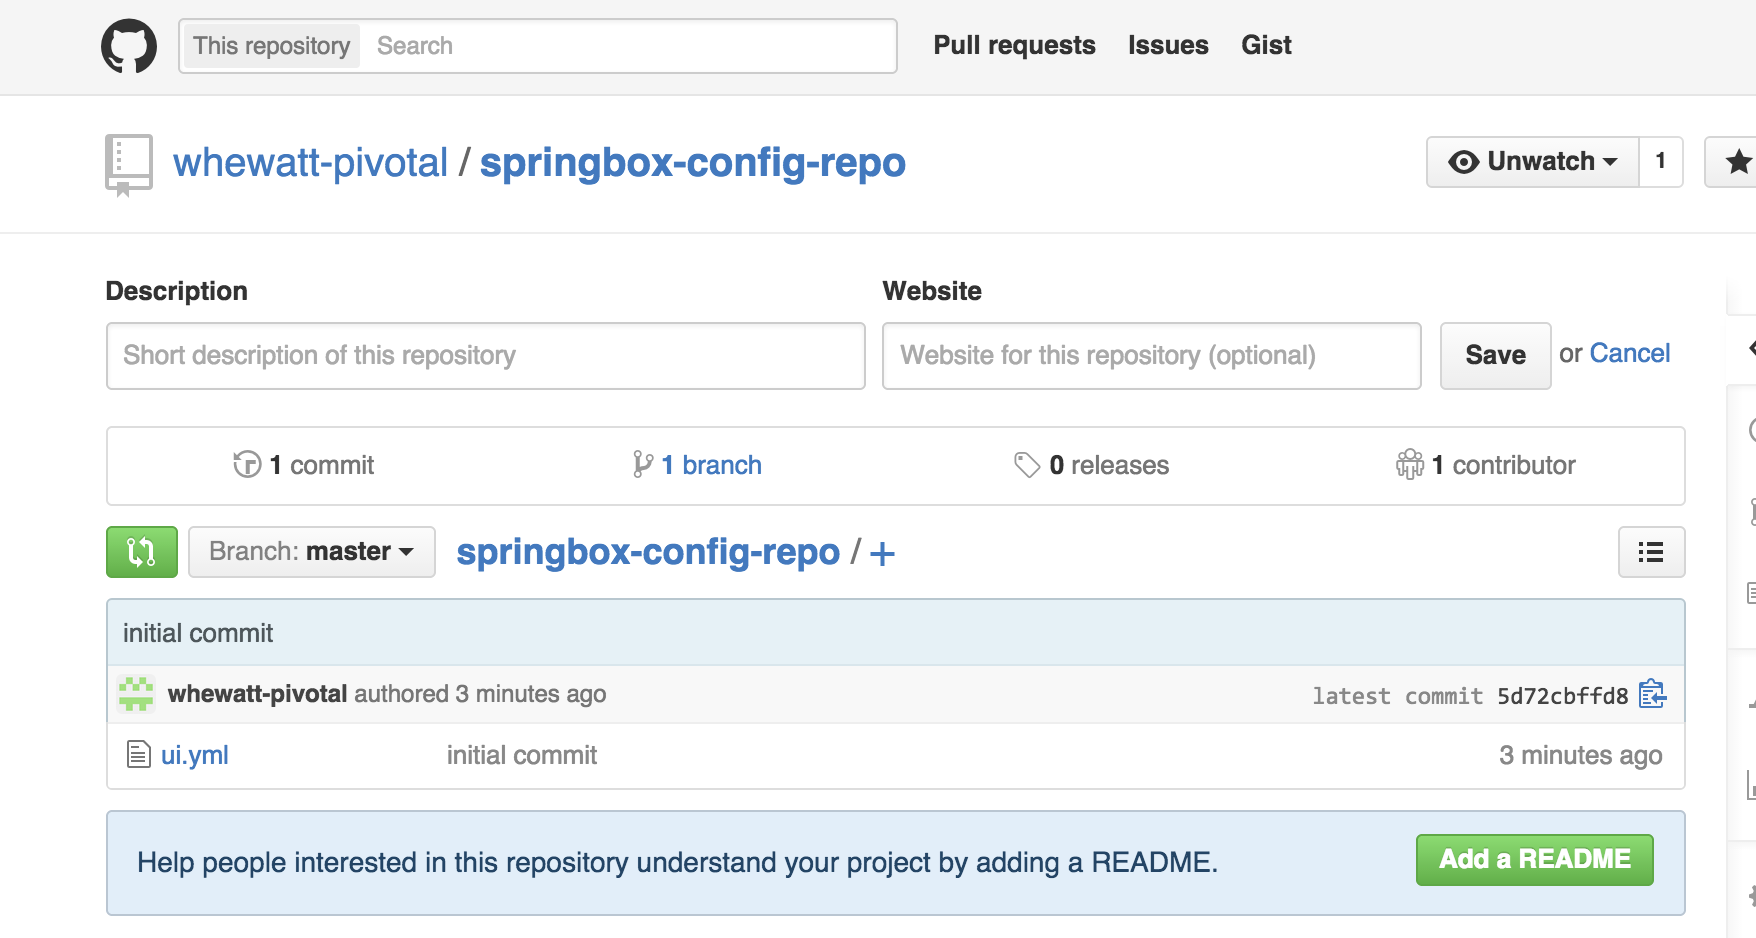 This repository Search Pull requests Issues Gist
whewatt-pivotal / springbox-config-repo Unwatch 1
Description Website
Short description of this repository Website for this repository (optional) Save or Cancel
1 commit 1 branch 0 releases 1 contributor
Branch: master springbox-config-repo / +
initial commit
whewatt-pivotal authored 3 minutes ago latest commit 5d72cbffd8
ui.yml initial commit 3 minutes ago
Help people interested in this repository understand your project by adding a README. Add a README